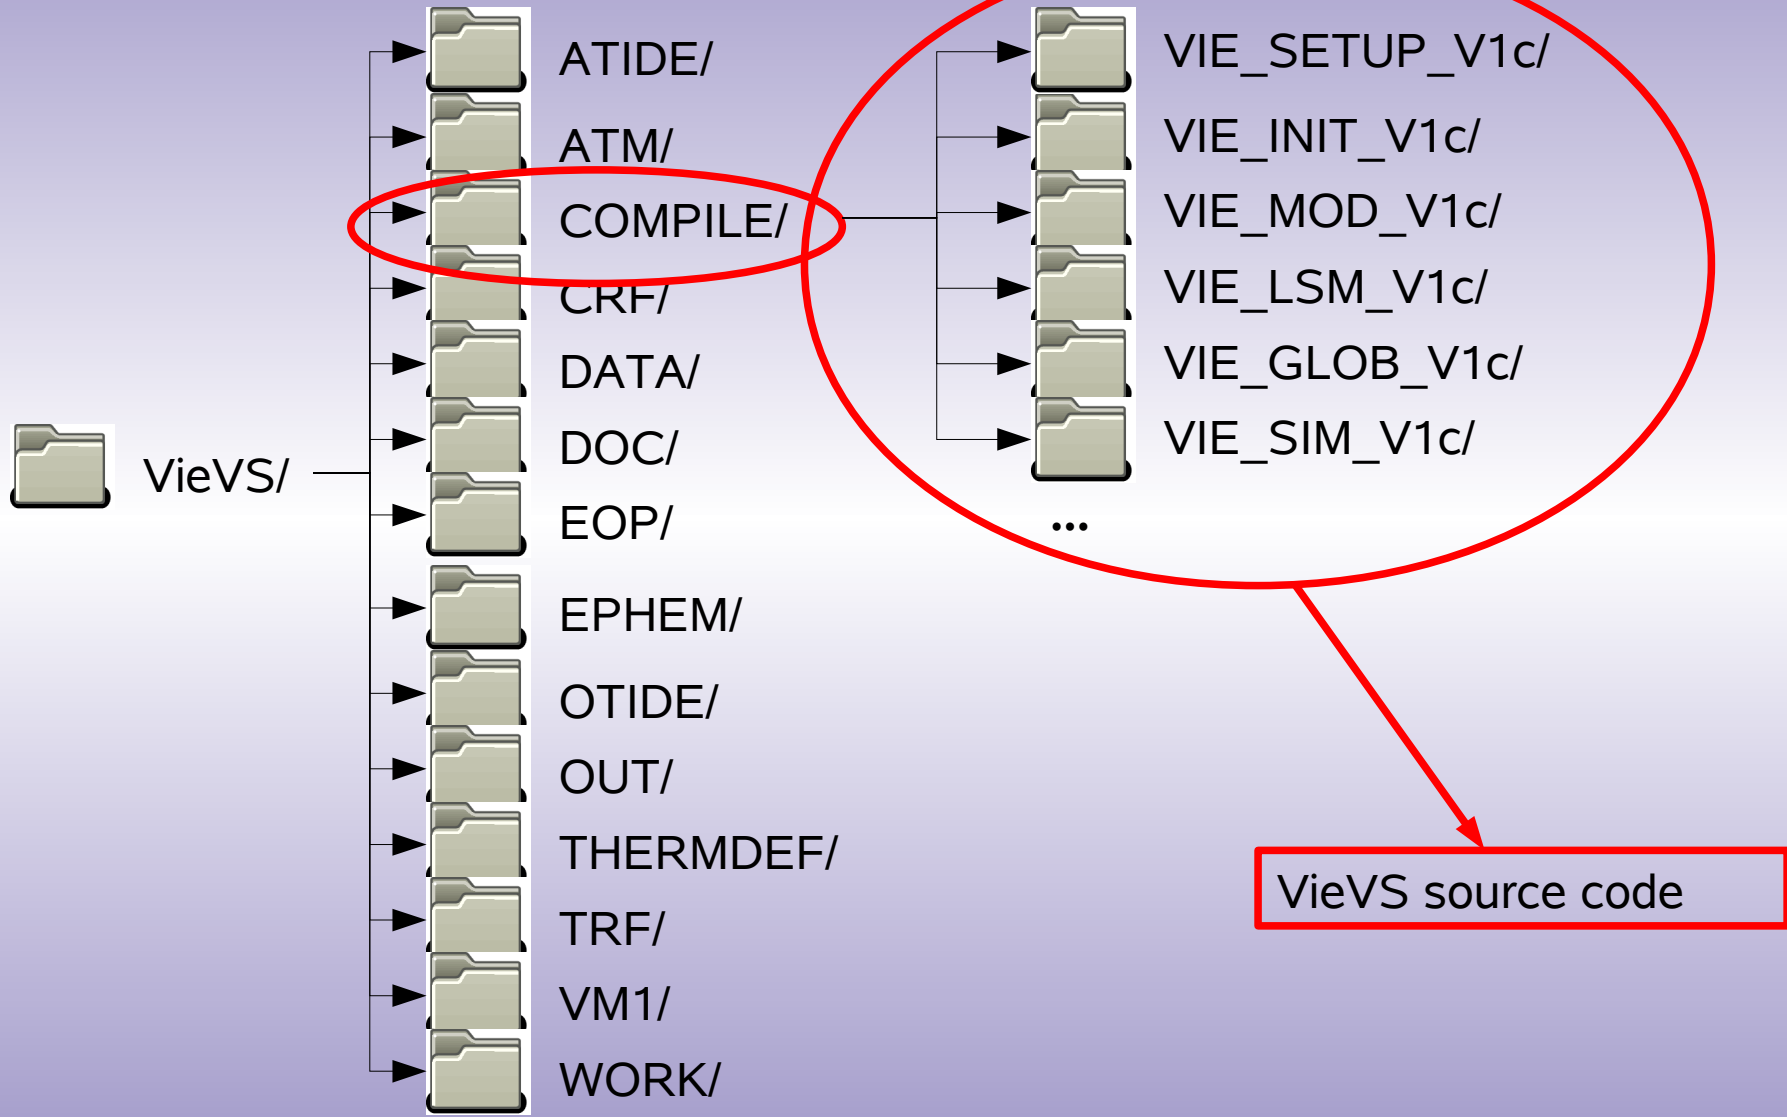 VieVS/
ATIDE/
ATM/
COMPILE/
CRF/
DATA/
DOC/
EOP/
EPHEM/
OTIDE/
OUT/
THERMDEF/
TRF/
VM1/
WORK/
VIE_SETUP_V1c/
VIE_INIT_V1c/
VIE_MOD_V1c/
VIE_LSM_V1c/
VIE_GLOB_V1c/
VIE_SIM_V1c/
...
VieVS source code